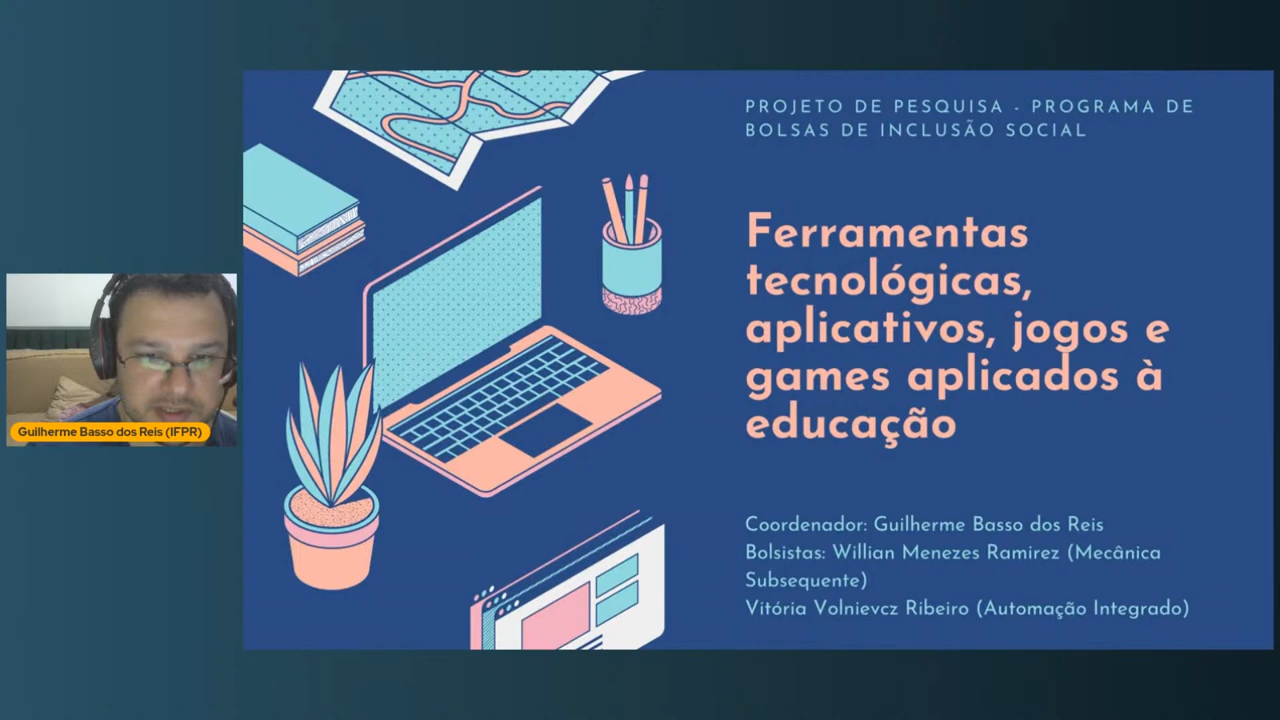 PROJETO DE PESQUISA - PROGRAMA DE
BOLSAS DE INCLUSÃO SOCIAL
Ferramentas
tecnológicas,
aplicativos, jogos e
games aplicados à
educação
Guilherme Basso dos Reis (IFPR)
Coordenador: Guilherme Basso dos Reis
Bolsistas: Willian Menezes Ramirez (Mecânica
Subsequente)
Vitória Volnievcz Ribeiro (Automação Integrado)